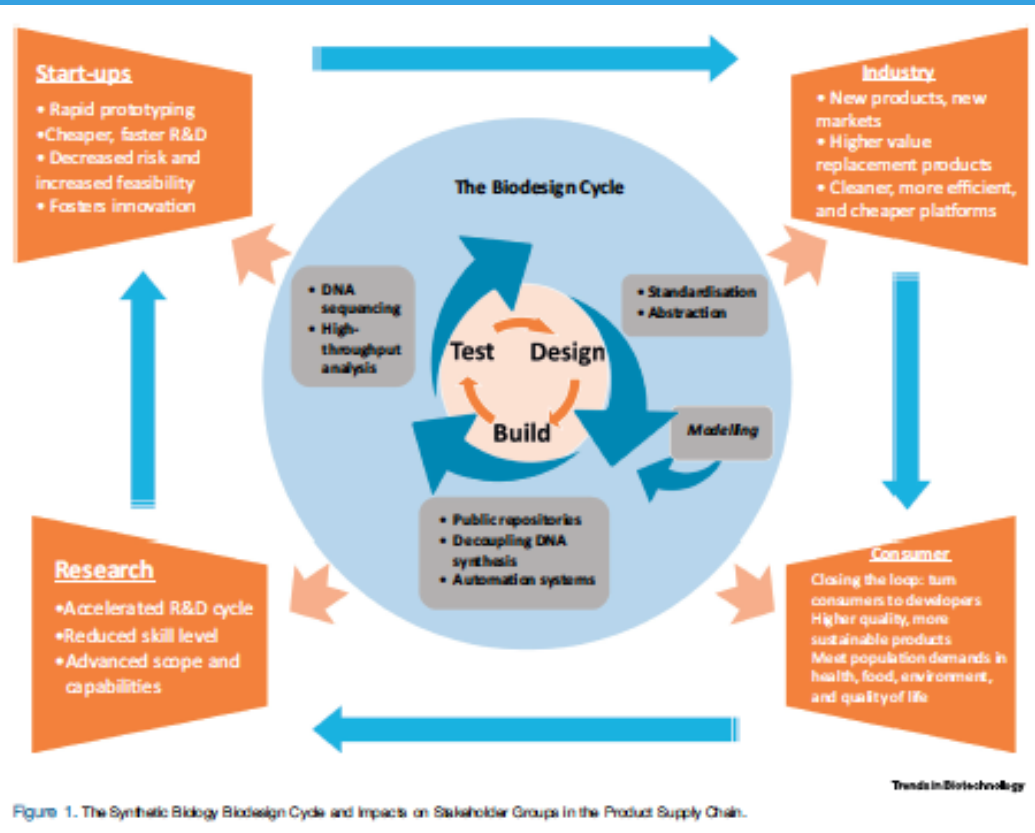 Start-ups
• Rapid prototyping
•Cheaper, faster R&D
• Decreased risk and
increased feasibility
• Fosters innovation
Industry
• New products, new
markets
• Higher value
replacement products
• Cleaner, more efficient,
and cheaper platforms
The Biodesign Cycle
• DNA
sequencing
• High-
throughput
analysis
• Standardisation
• Abstraction
Test
Design
Build
Modelling
• Public repositories
• Decoupling DNA
synthesis
• Automation systems
Research
•Accelerated R&D cycle
•Reduced skill level
•Advanced scope and
capabilities
Consumer
Closing the loop: turn
consumers to developers
Higher quality, more
sustainable products
Meet population demands in
health, food, environment,
and quality of life
Trends in Biotechnology
Figure 1. The Synthetic Biology Biodesign Cycle and Impacts on Stakeholder Groups in the Product Supply Chain.